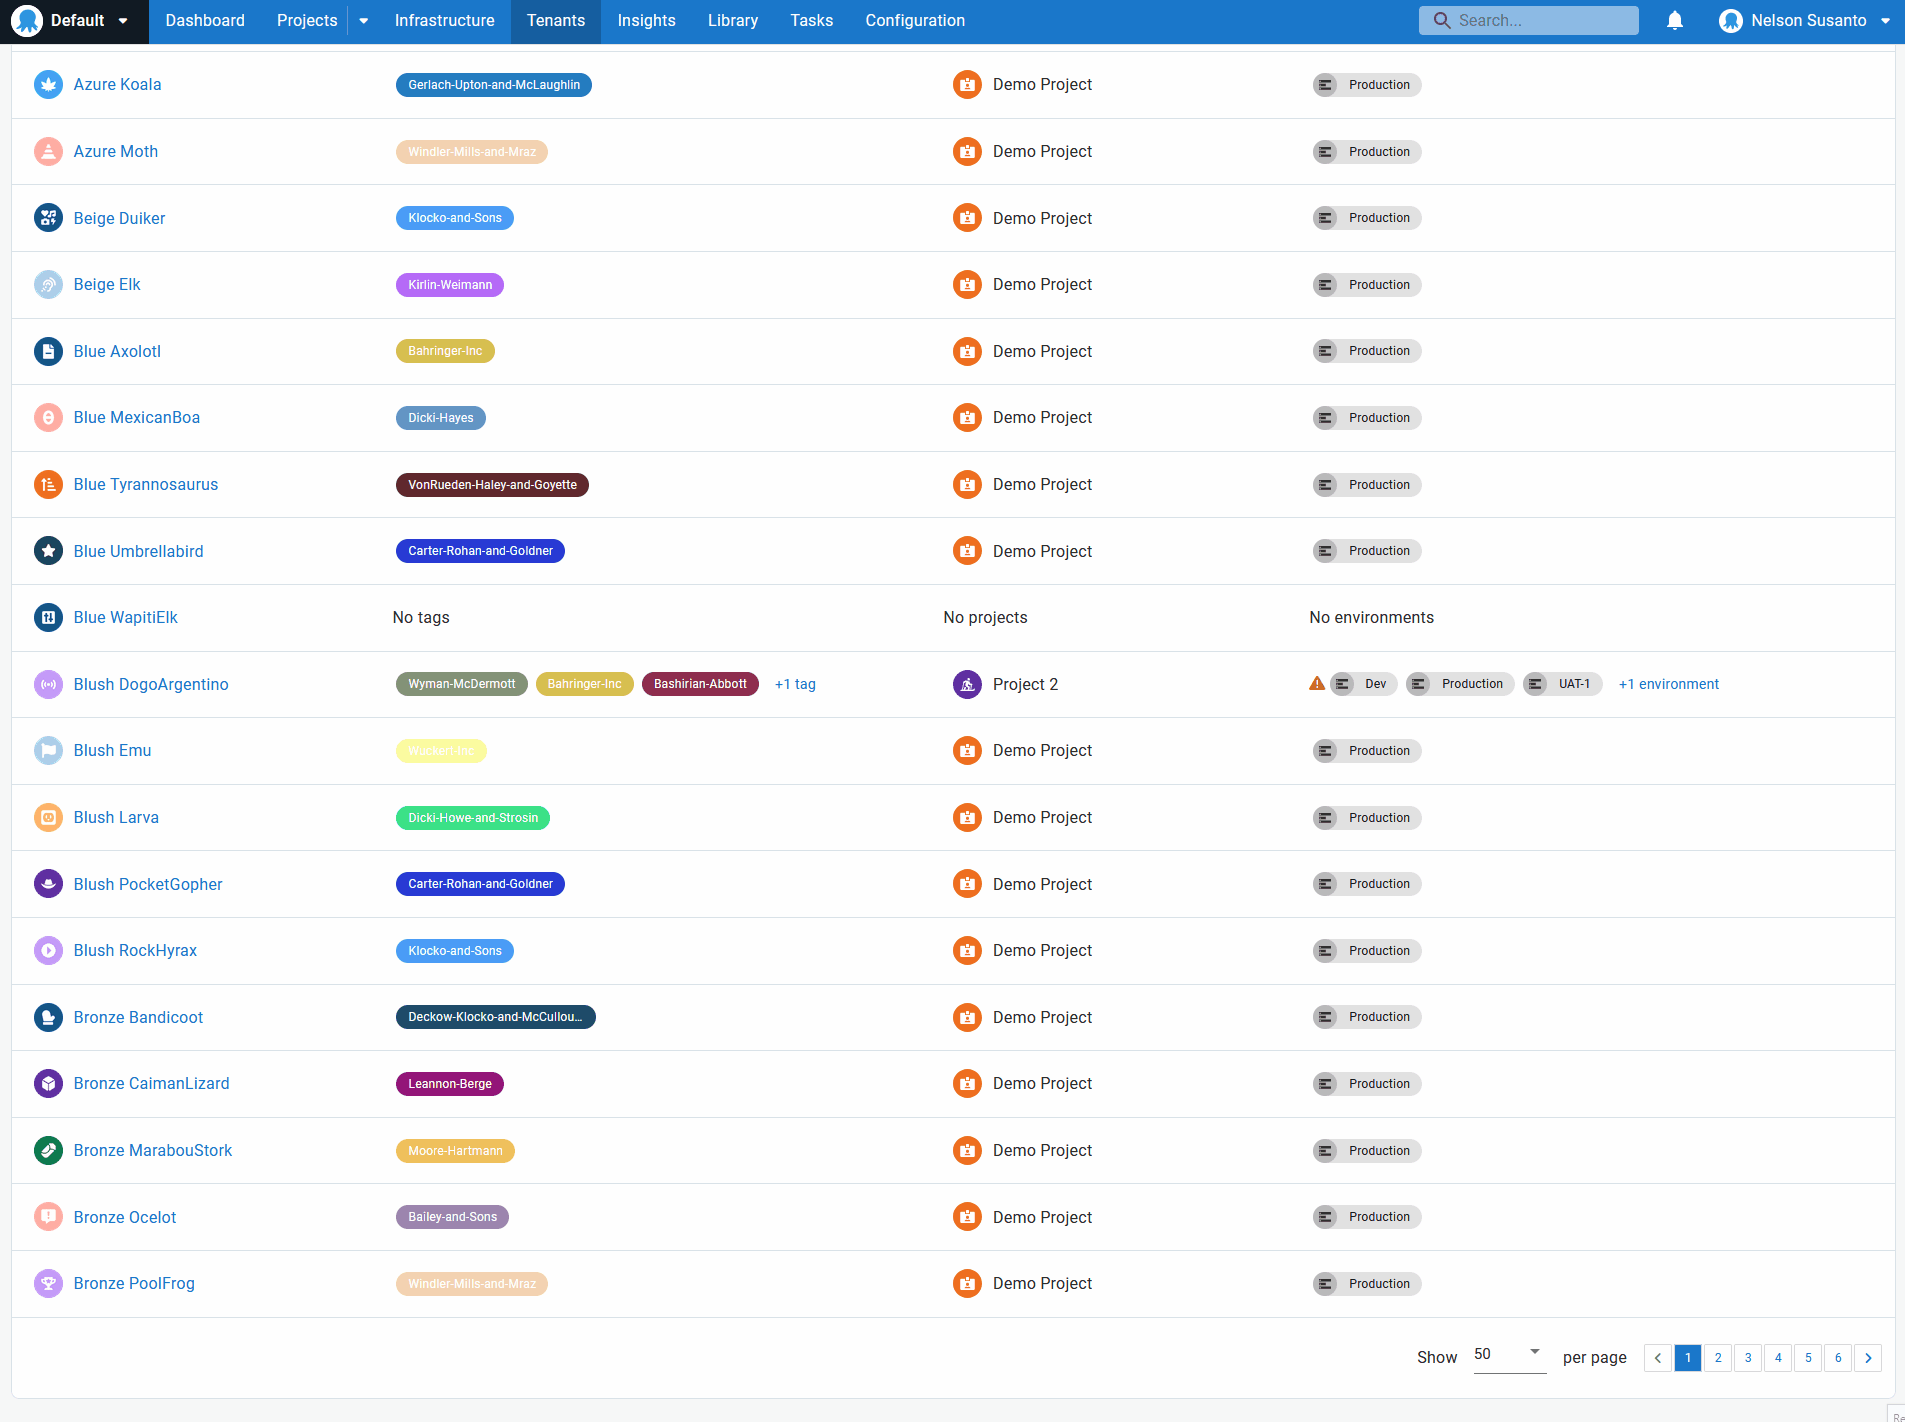 Default Dashboard Projects Infrastructure Tenants Insights Library Tasks Configuration Search... Nelson Susanto
Azure Koala Gerlach-Upton-and-McLaughlin Demo Project Production
Azure Moth Windler-Mills-and-Mraz Demo Project Production
Beige Duiker Klocko-and-Sons Demo Project Production
Beige Elk Kirlin-Weimann Demo Project Production
Blue Axolotl Bahringer-Inc Demo Project Production
Blue MexicanBoa Dicki-Hayes Demo Project Production
Blue Tyrannosaurus VonRueden-Haley-and-Goyette Demo Project Production
Blue Umbrellabird Carter-Rohan-and-Goldner Demo Project Production
Blue WapitiElk No tags No projects No environments
Blush DogoArgentino Wyman-McDermott Bahringer-Inc Bashirian-Abbott +1 tag Project 2 Dev Production UAT-1 +1 environment
Blush Emu Wuckert-Inc Demo Project Production
Blush Larva Dicki-Howe-and-Strosin Demo Project Production
Blush PocketGopher Carter-Rohan-and-Goldner Demo Project Production
Blush RockHyrax Klocko-and-Sons Demo Project Production
Bronze Bandicoot Deckow-Klocko-and-McCullou... Demo Project Production
Bronze CaimanLizard Leannon-Berge Demo Project Production
Bronze MarabouStork Moore-Hartmann Demo Project Production
Bronze Ocelot Bailey-and-Sons Demo Project Production
Bronze PoolFrog Windler-Mills-and-Mraz Demo Project Production
Show 50 per page 1 2 3 4 5 6
Re